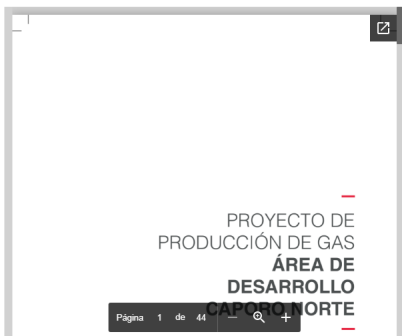 PROYECTO DE
PRODUCCIÓN DE GAS
ÁREA DE
DESARROLLO
CAPORO NORTE
Página 1 de 44